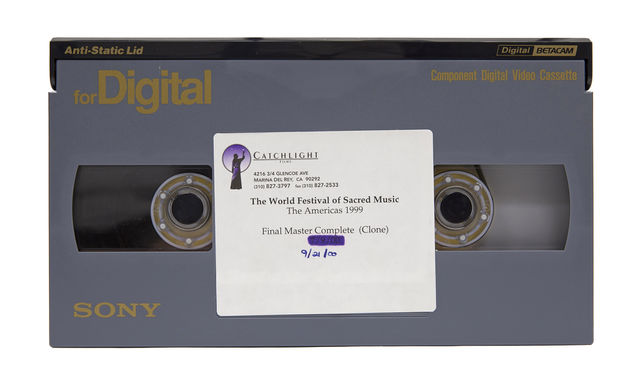 Anti-Static Lid
Digital BETACAM
for Digital
Component Digital Video Cassette
CATCHLIGHT
FILMS
4216 3/4 GLENCOE AVE
MARINA DEL REY, CA 90292
(310) 827-3797 fax (310) 827-2533
The World Festival of Sacred Music
The Americas 1999
Final Master Complete (Clone)
9/21/00
SONY